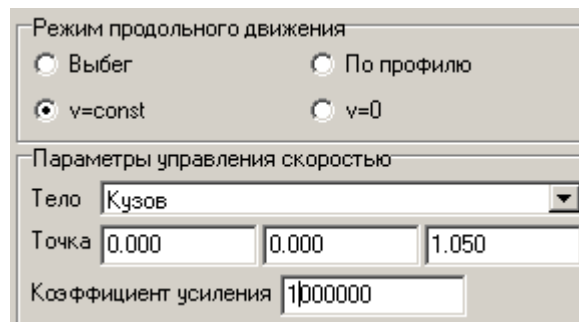 Режим продольного движения
Выбег По профилю
v=const v=0
Параметры управления скоростью
Тело Кузов
Точка 0.000 0.000 1.050
Коэффициент усиления 1000000